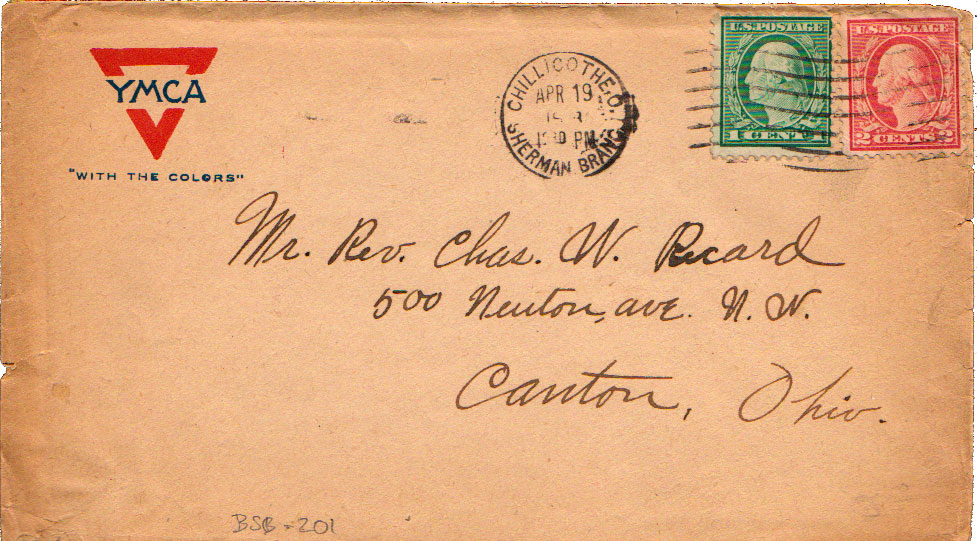 YMCA
"WITH THE COLORS"
CHILLICOTHE, O.
APR 19
PM
SHERMAN BRANCH
U.S. POSTAGE
1 CENT 1
U.S. POSTAGE
2 CENTS 2
Mr. Rev. Chas. W. Ricard
500 Newton, ave. N. W.
Canton, Ohio.
BSB-201